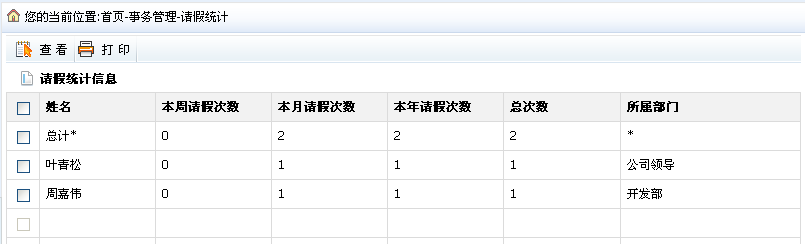 您的当前位置:首页-事务管理-请假统计
查 看 打 印
请假统计信息
姓名 本周请假次数 本月请假次数 本年请假次数 总次数 所属部门
总计* 0 2 2 2 *
叶青松 0 1 1 1 公司领导
周嘉伟 0 1 1 1 开发部